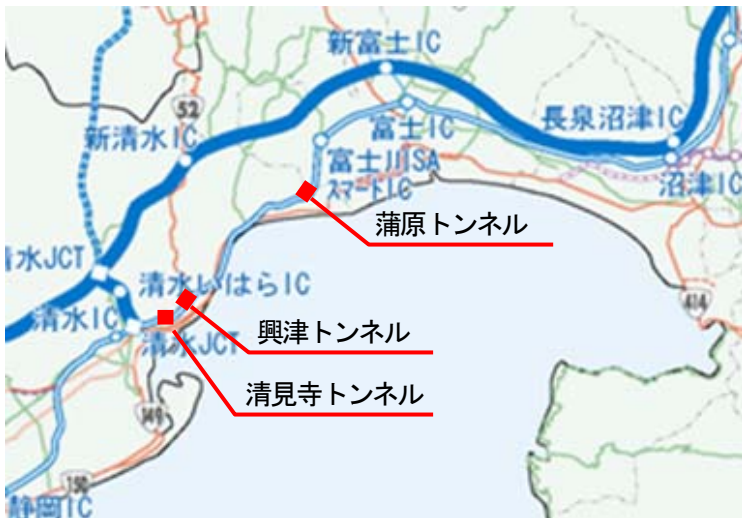 新富士IC
52
新清水IC
富士IC
長泉沼津IC
富士川SA
スマートIC
沼津IC
蒲原トンネル
清水JCT
清水いはらIC
414
清水IC
清水JCT
興津トンネル
清見寺トンネル
149
150
静岡IC